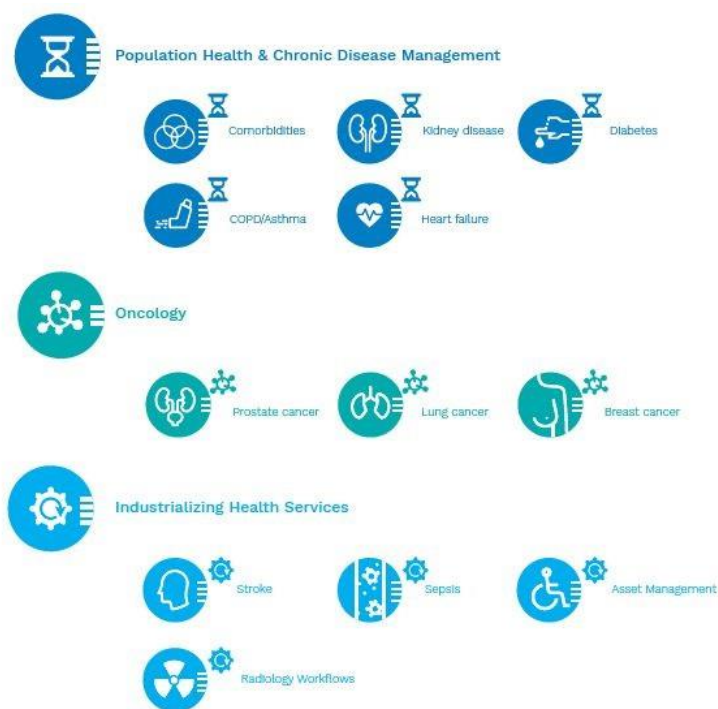 Population Health & Chronic Disease Management
Comorbidities
Kidney disease
Diabetes
COPD/Asthma
Heart failure
Oncology
Prostate cancer
Lung cancer
Breast cancer
Industrializing Health Services
Stroke
Sepsis
Asset Management
Radiology Workflows